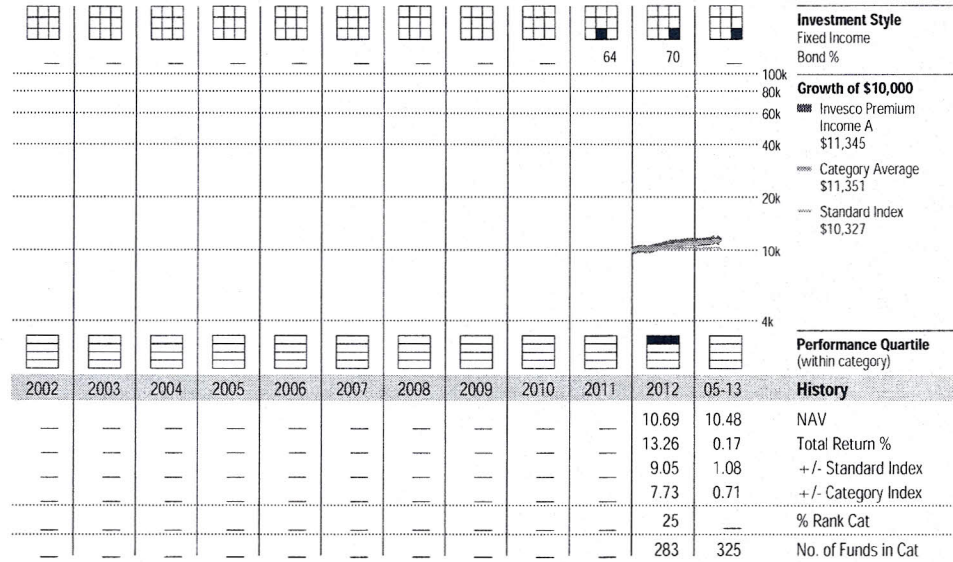 Investment Style
Fixed Income
— — — — — — — — — 64 70 — Bond %
100k
80k
60k
40k
20k
10k
4k
Growth of $10,000
Invesco Premium
Income A
$11,345
Category Average
$11,351
Standard Index
$10,327
Performance Quartile
(within category)
2002 2003 2004 2005 2006 2007 2008 2009 2010 2011 2012 05-13 History
— — — — — — — — — — 10.69 10.48 NAV
— — — — — — — — — — 13.26 0.17 Total Return %
— — — — — — — — — — 9.05 1.08 +/- Standard Index
— — — — — — — — — — 7.73 0.71 +/- Category Index
— — — — — — — — — — 25 — % Rank Cat
— — — — — — — — — — 283 325 No. of Funds in Cat